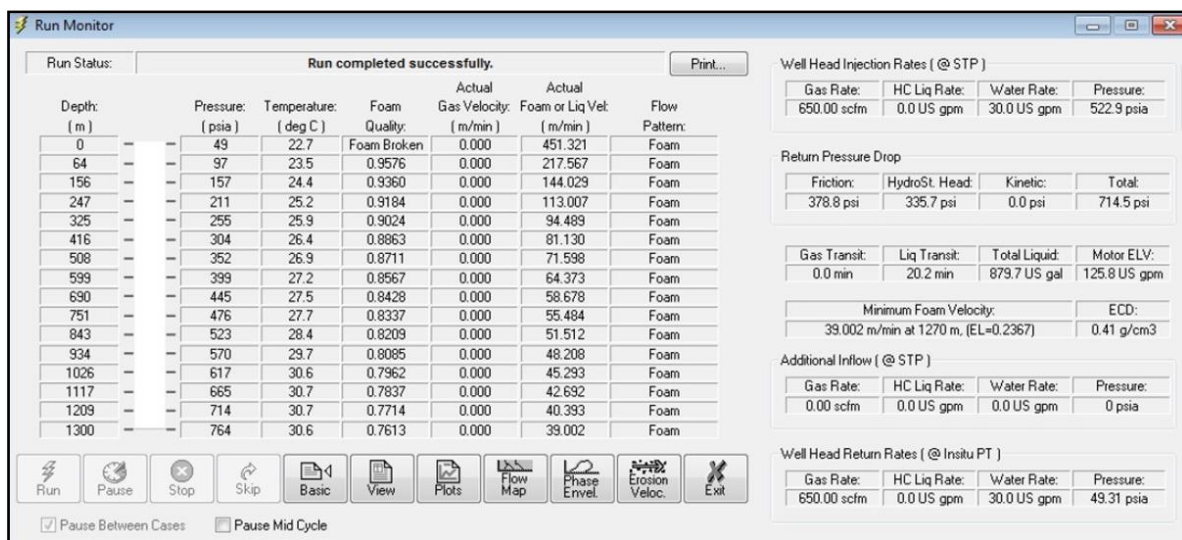 Run Monitor
Run Status: Run completed successfully. Print...
Actual Actual
Depth: Pressure: Temperature: Foam Gas Velocity: Foam or Liq Vel: Flow
( m ) ( psia ) ( deg C ) Quality: ( m/min ) ( m/min ) Pattern:
0 49 22.7 Foam Broken 0.000 451.321 Foam
64 97 23.5 0.9576 0.000 217.567 Foam
156 157 24.4 0.9360 0.000 144.029 Foam
247 211 25.2 0.9184 0.000 113.007 Foam
325 255 25.9 0.9024 0.000 94.489 Foam
416 304 26.4 0.8863 0.000 81.130 Foam
508 352 26.9 0.8711 0.000 71.598 Foam
599 399 27.2 0.8567 0.000 64.373 Foam
690 445 27.5 0.8428 0.000 58.678 Foam
751 476 27.7 0.8337 0.000 55.484 Foam
843 523 28.4 0.8209 0.000 51.512 Foam
934 570 29.7 0.8085 0.000 48.208 Foam
1026 617 30.6 0.7962 0.000 45.293 Foam
1117 665 30.7 0.7837 0.000 42.692 Foam
1209 714 30.7 0.7714 0.000 40.393 Foam
1300 764 30.6 0.7613 0.000 39.002 Foam
Run Pause Stop Skip Basic View Plots Flow Map Phase Envel. Erosion Veloc. Exit
Pause Between Cases Pause Mid Cycle
Well Head Injection Rates ( @ STP )
Gas Rate: HC Liq Rate: Water Rate: Pressure:
650.00 scfm 0.0 US gpm 30.0 US gpm 522.9 psia
Return Pressure Drop
Friction: HydroSt. Head: Kinetic: Total:
378.8 psi 335.7 psi 0.0 psi 714.5 psi
Gas Transit: Liq Transit: Total Liquid: Motor ELV:
0.0 min 20.2 min 879.7 US gal 125.8 US gpm
Minimum Foam Velocity: ECD:
39.002 m/min at 1270 m, (EL=0.2367) 0.41 g/cm3
Additional Inflow ( @ STP )
Gas Rate: HC Liq Rate: Water Rate: Pressure:
0.00 scfm 0.0 US gpm 0.0 US gpm 0 psia
Well Head Return Rates ( @ Insitu PT )
Gas Rate: HC Liq Rate: Water Rate: Pressure:
650.00 scfm 0.0 US gpm 30.0 US gpm 49.31 psia